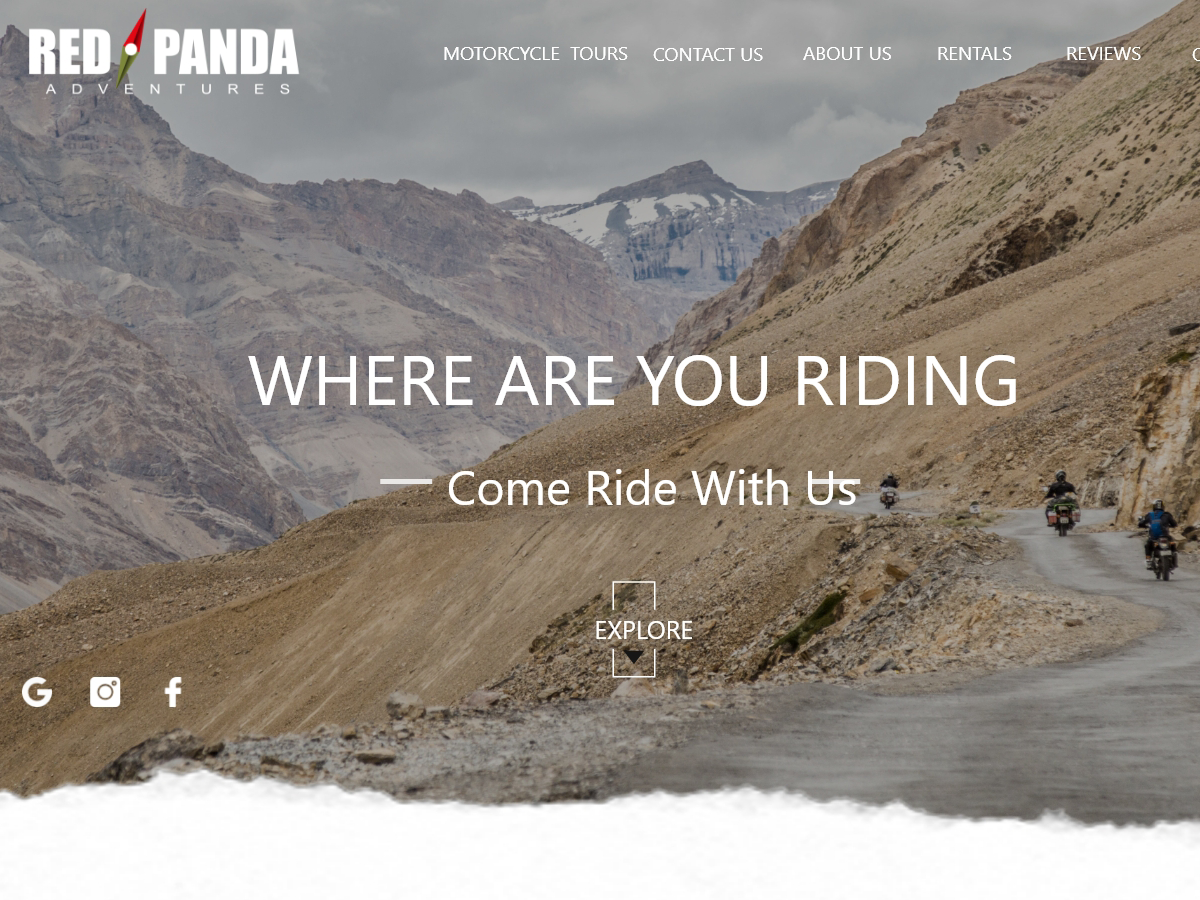 RED PANDA
ADVENTURES
MOTORCYCLE TOURS CONTACT US ABOUT US RENTALS REVIEWS
WHERE ARE YOU RIDING
Come Ride With Us
EXPLORE